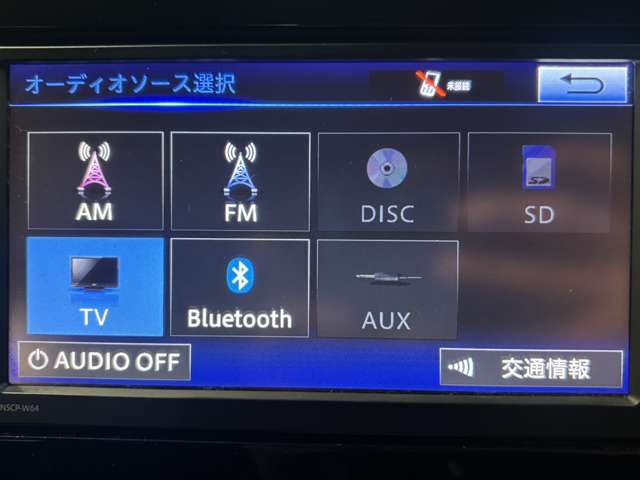 オーディオソース選択
未接続
AM
FM
DISC
SD
TV
Bluetooth
AUX
AUDIO OFF
交通情報
NSCP-W64